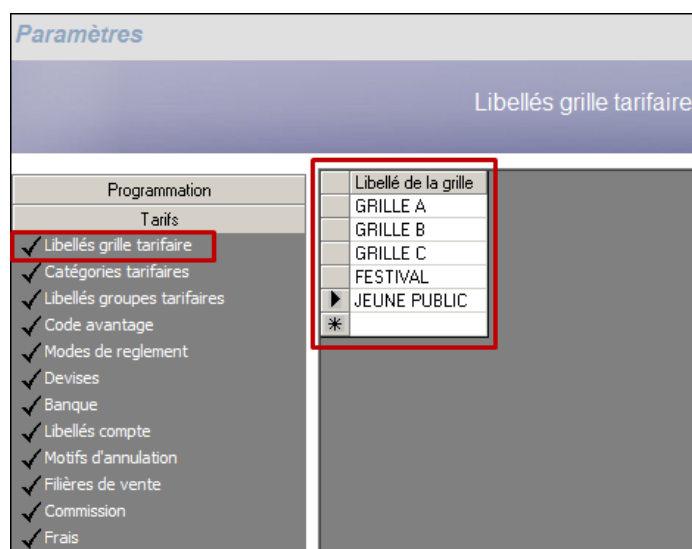 Paramètres
Libellés grille tarifaire
Programmation
Tarifs
Libellés grille tarifaire
Catégories tarifaires
Libellés groupes tarifaires
Code avantage
Modes de reglement
Devises
Banque
Libellés compte
Motifs d'annulation
Filières de vente
Commission
Frais
Libellé de la grille
GRILLE A
GRILLE B
GRILLE C
FESTIVAL
JEUNE PUBLIC